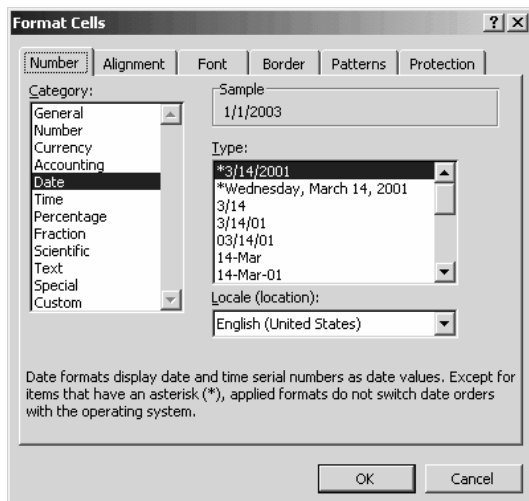 Format Cells
Number Alignment Font Border Patterns Protection
Category:
General
Number
Currency
Accounting
Date
Time
Percentage
Fraction
Scientific
Text
Special
Custom
Sample
1/1/2003
Type:
*3/14/2001
*Wednesday, March 14, 2001
3/14
3/14/01
03/14/01
14-Mar
14-Mar-01
Locale (location):
English (United States)
Date formats display date and time serial numbers as date values. Except for
items that have an asterisk (*), applied formats do not switch date orders
with the operating system.
OK Cancel